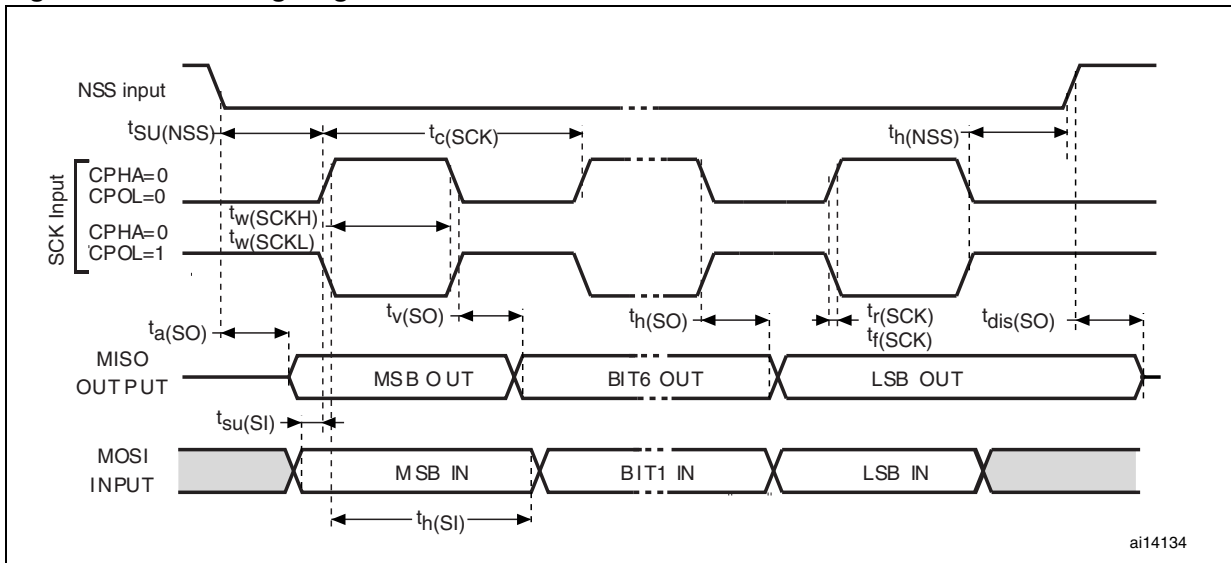 NSS input
tSU(NSS)
tc(SCK)
th(NSS)
SCK Input
CPHA=0
CPOL=0
tw(SCKH)
tw(SCKL)
CPHA=0
CPOL=1
ta(SO)
tv(SO)
th(SO)
tr(SCK)
tf(SCK)
tdis(SO)
MISO
OUTPUT
MSB OUT
BIT6 OUT
LSB OUT
tsu(SI)
MOSI
INPUT
MSB IN
BIT1 IN
LSB IN
th(SI)
ai14134